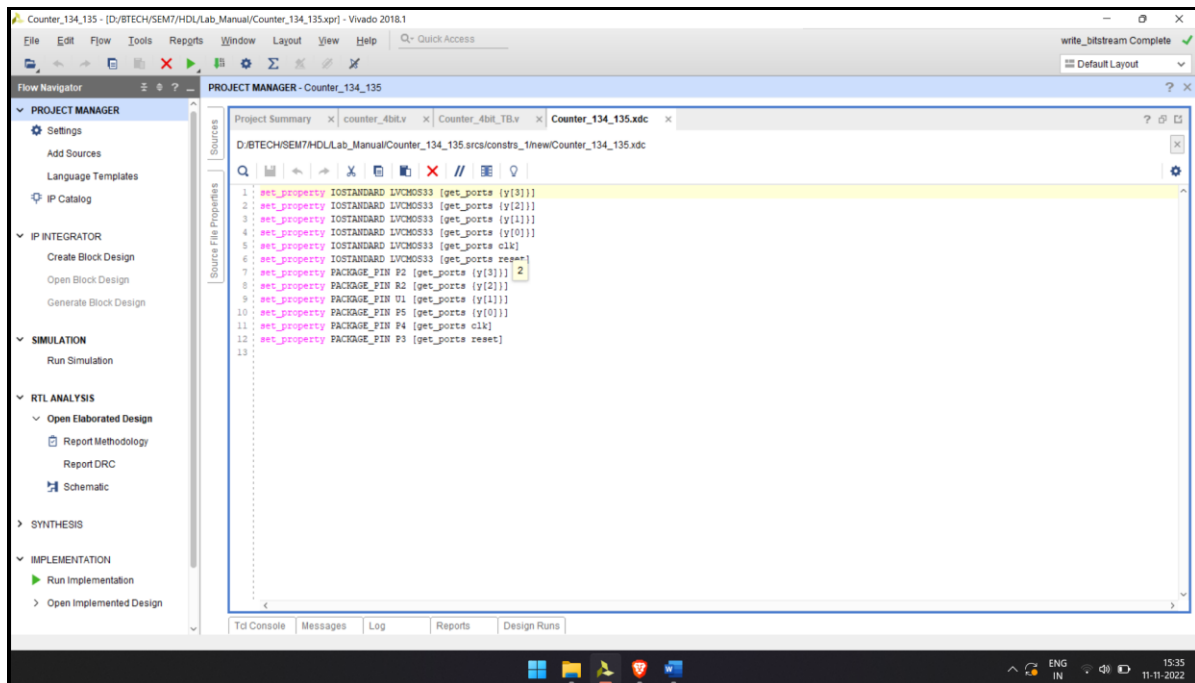 Counter_134_135 - [D:/BTECH/SEM7/HDL/Lab_Manual/Counter_134_135.xpr] - Vivado 2018.1
File Edit Flow Tools Reports Window Layout View Help Q- Quick Access
write_bitstream Complete
Default Layout
Flow Navigator
PROJECT MANAGER - Counter_134_135
PROJECT MANAGER
Settings
Add Sources
Language Templates
IP Catalog
IP INTEGRATOR
Create Block Design
Open Block Design
Generate Block Design
SIMULATION
Run Simulation
RTL ANALYSIS
Open Elaborated Design
Report Methodology
Report DRC
Schematic
SYNTHESIS
IMPLEMENTATION
Run Implementation
Open Implemented Design
Sources
Source File Properties
Project Summary counter_4bit.v Counter_4bit_TB.v Counter_134_135.xdc
D:/BTECH/SEM7/HDL/Lab_Manual/Counter_134_135.srcs/constrs_1/new/Counter_134_135.xdc
1 set_property IOSTANDARD LVCMOS33 [get_ports {y[3]}]
2 set_property IOSTANDARD LVCMOS33 [get_ports {y[2]}]
3 set_property IOSTANDARD LVCMOS33 [get_ports {y[1]}]
4 set_property IOSTANDARD LVCMOS33 [get_ports {y[0]}]
5 set_property IOSTANDARD LVCMOS33 [get_ports clk]
6 set_property IOSTANDARD LVCMOS33 [get_ports reset]
7 set_property PACKAGE_PIN P2 [get_ports {y[3]}]
2
8 set_property PACKAGE_PIN R2 [get_ports {y[2]}]
9 set_property PACKAGE_PIN U1 [get_ports {y[1]}]
10 set_property PACKAGE_PIN P5 [get_ports {y[0]}]
11 set_property PACKAGE_PIN P4 [get_ports clk]
12 set_property PACKAGE_PIN P3 [get_ports reset]
13
Tcl Console Messages Log Reports Design Runs
ENG
IN
15:35
11-11-2022